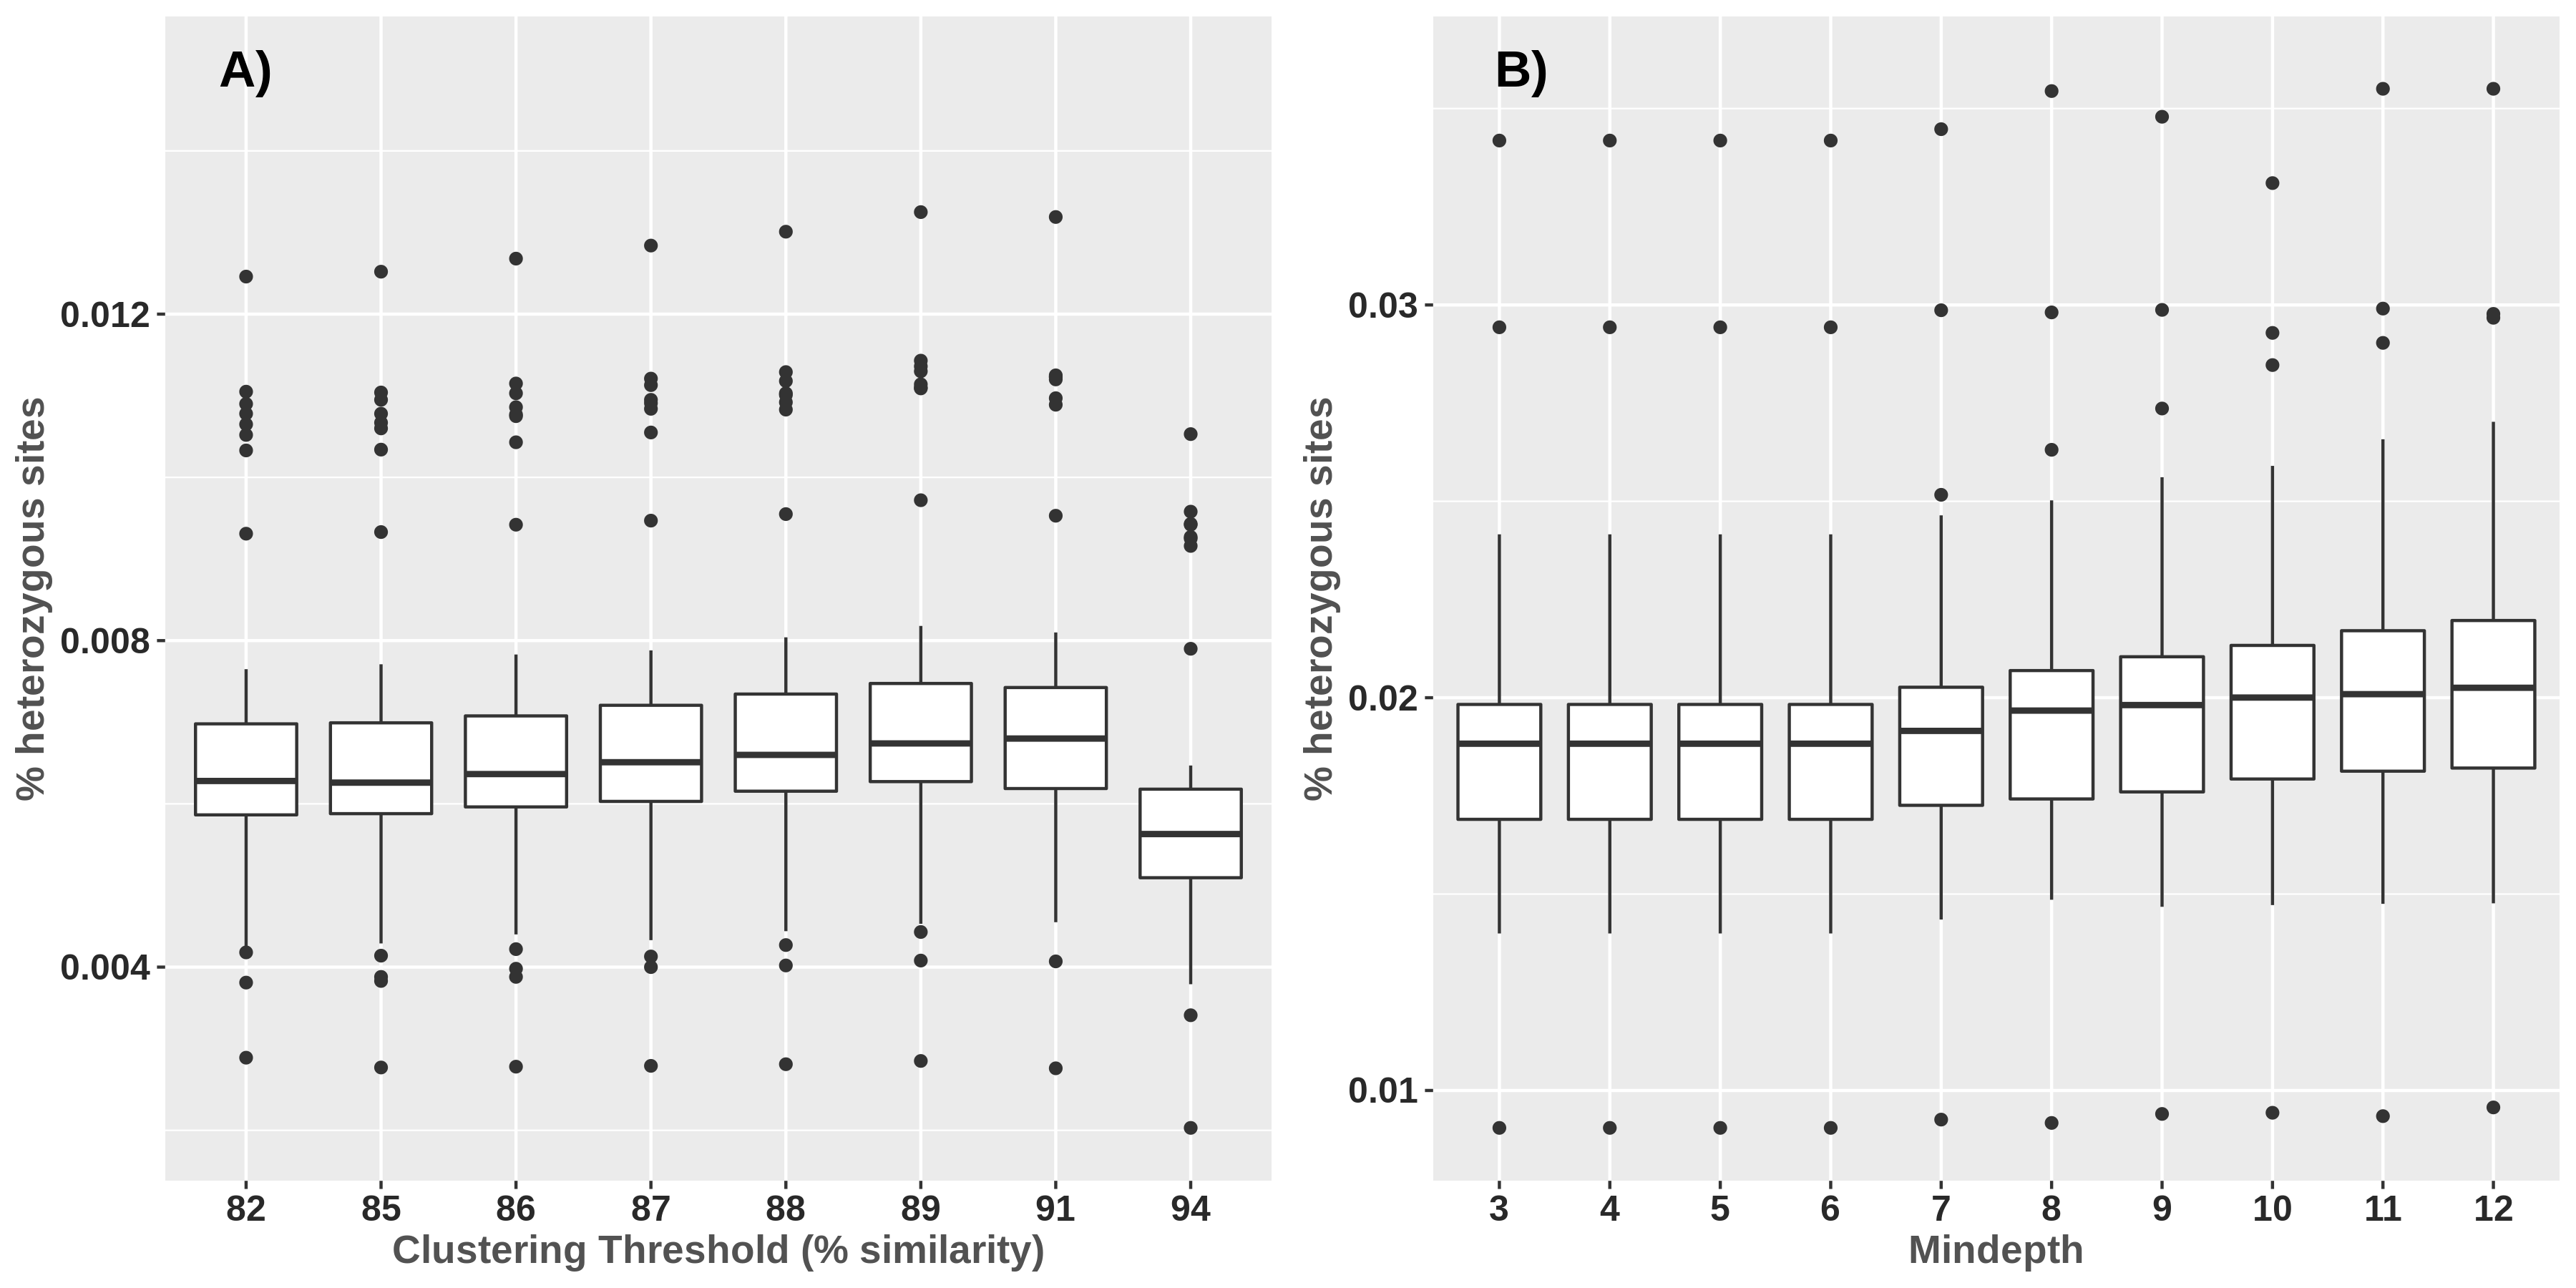 A)
% heterozygous sites
0.012
0.008
0.004
82 85 86 87 88 89 91 94
Clustering Threshold (% similarity)
B)
% heterozygous sites
0.03
0.02
0.01
3 4 5 6 7 8 9 10 11 12
Mindepth